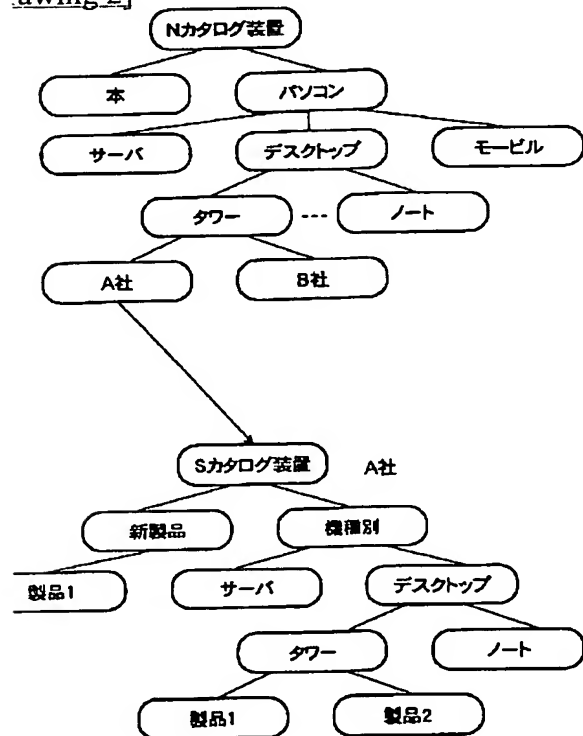 awing 2]
Nカタログ装置
本
パソコン
サーバ
デスクトップ
モービル
タワー
---
ノート
A社
B社
Sカタログ装置
A社
新製品
機種別
製品1
サーバ
デスクトップ
タワー
ノート
製品1
製品2